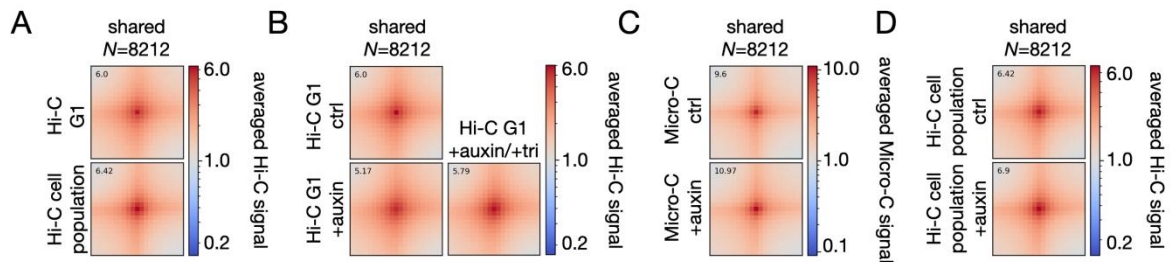 A
shared
N=8212
Hi-C
G1
6.0
Hi-C cell
population
6.42
6.0
1.0
0.2
averaged Hi-C signal
B
shared
N=8212
Hi-C G1
ctrl
6.0
Hi-C G1
+auxin/+tri
Hi-C G1
+auxin
5.17
5.79
6.0
1.0
0.2
averaged Hi-C signal
C
shared
N=8212
Micro-C
ctrl
9.6
Micro-C
+auxin
10.97
10.0
1.0
0.1
averaged Micro-C signal
D
shared
N=8212
Hi-C cell
population
ctrl
6.42
Hi-C cell
population
+auxin
6.9
6.0
1.0
0.2
averaged Hi-C signal